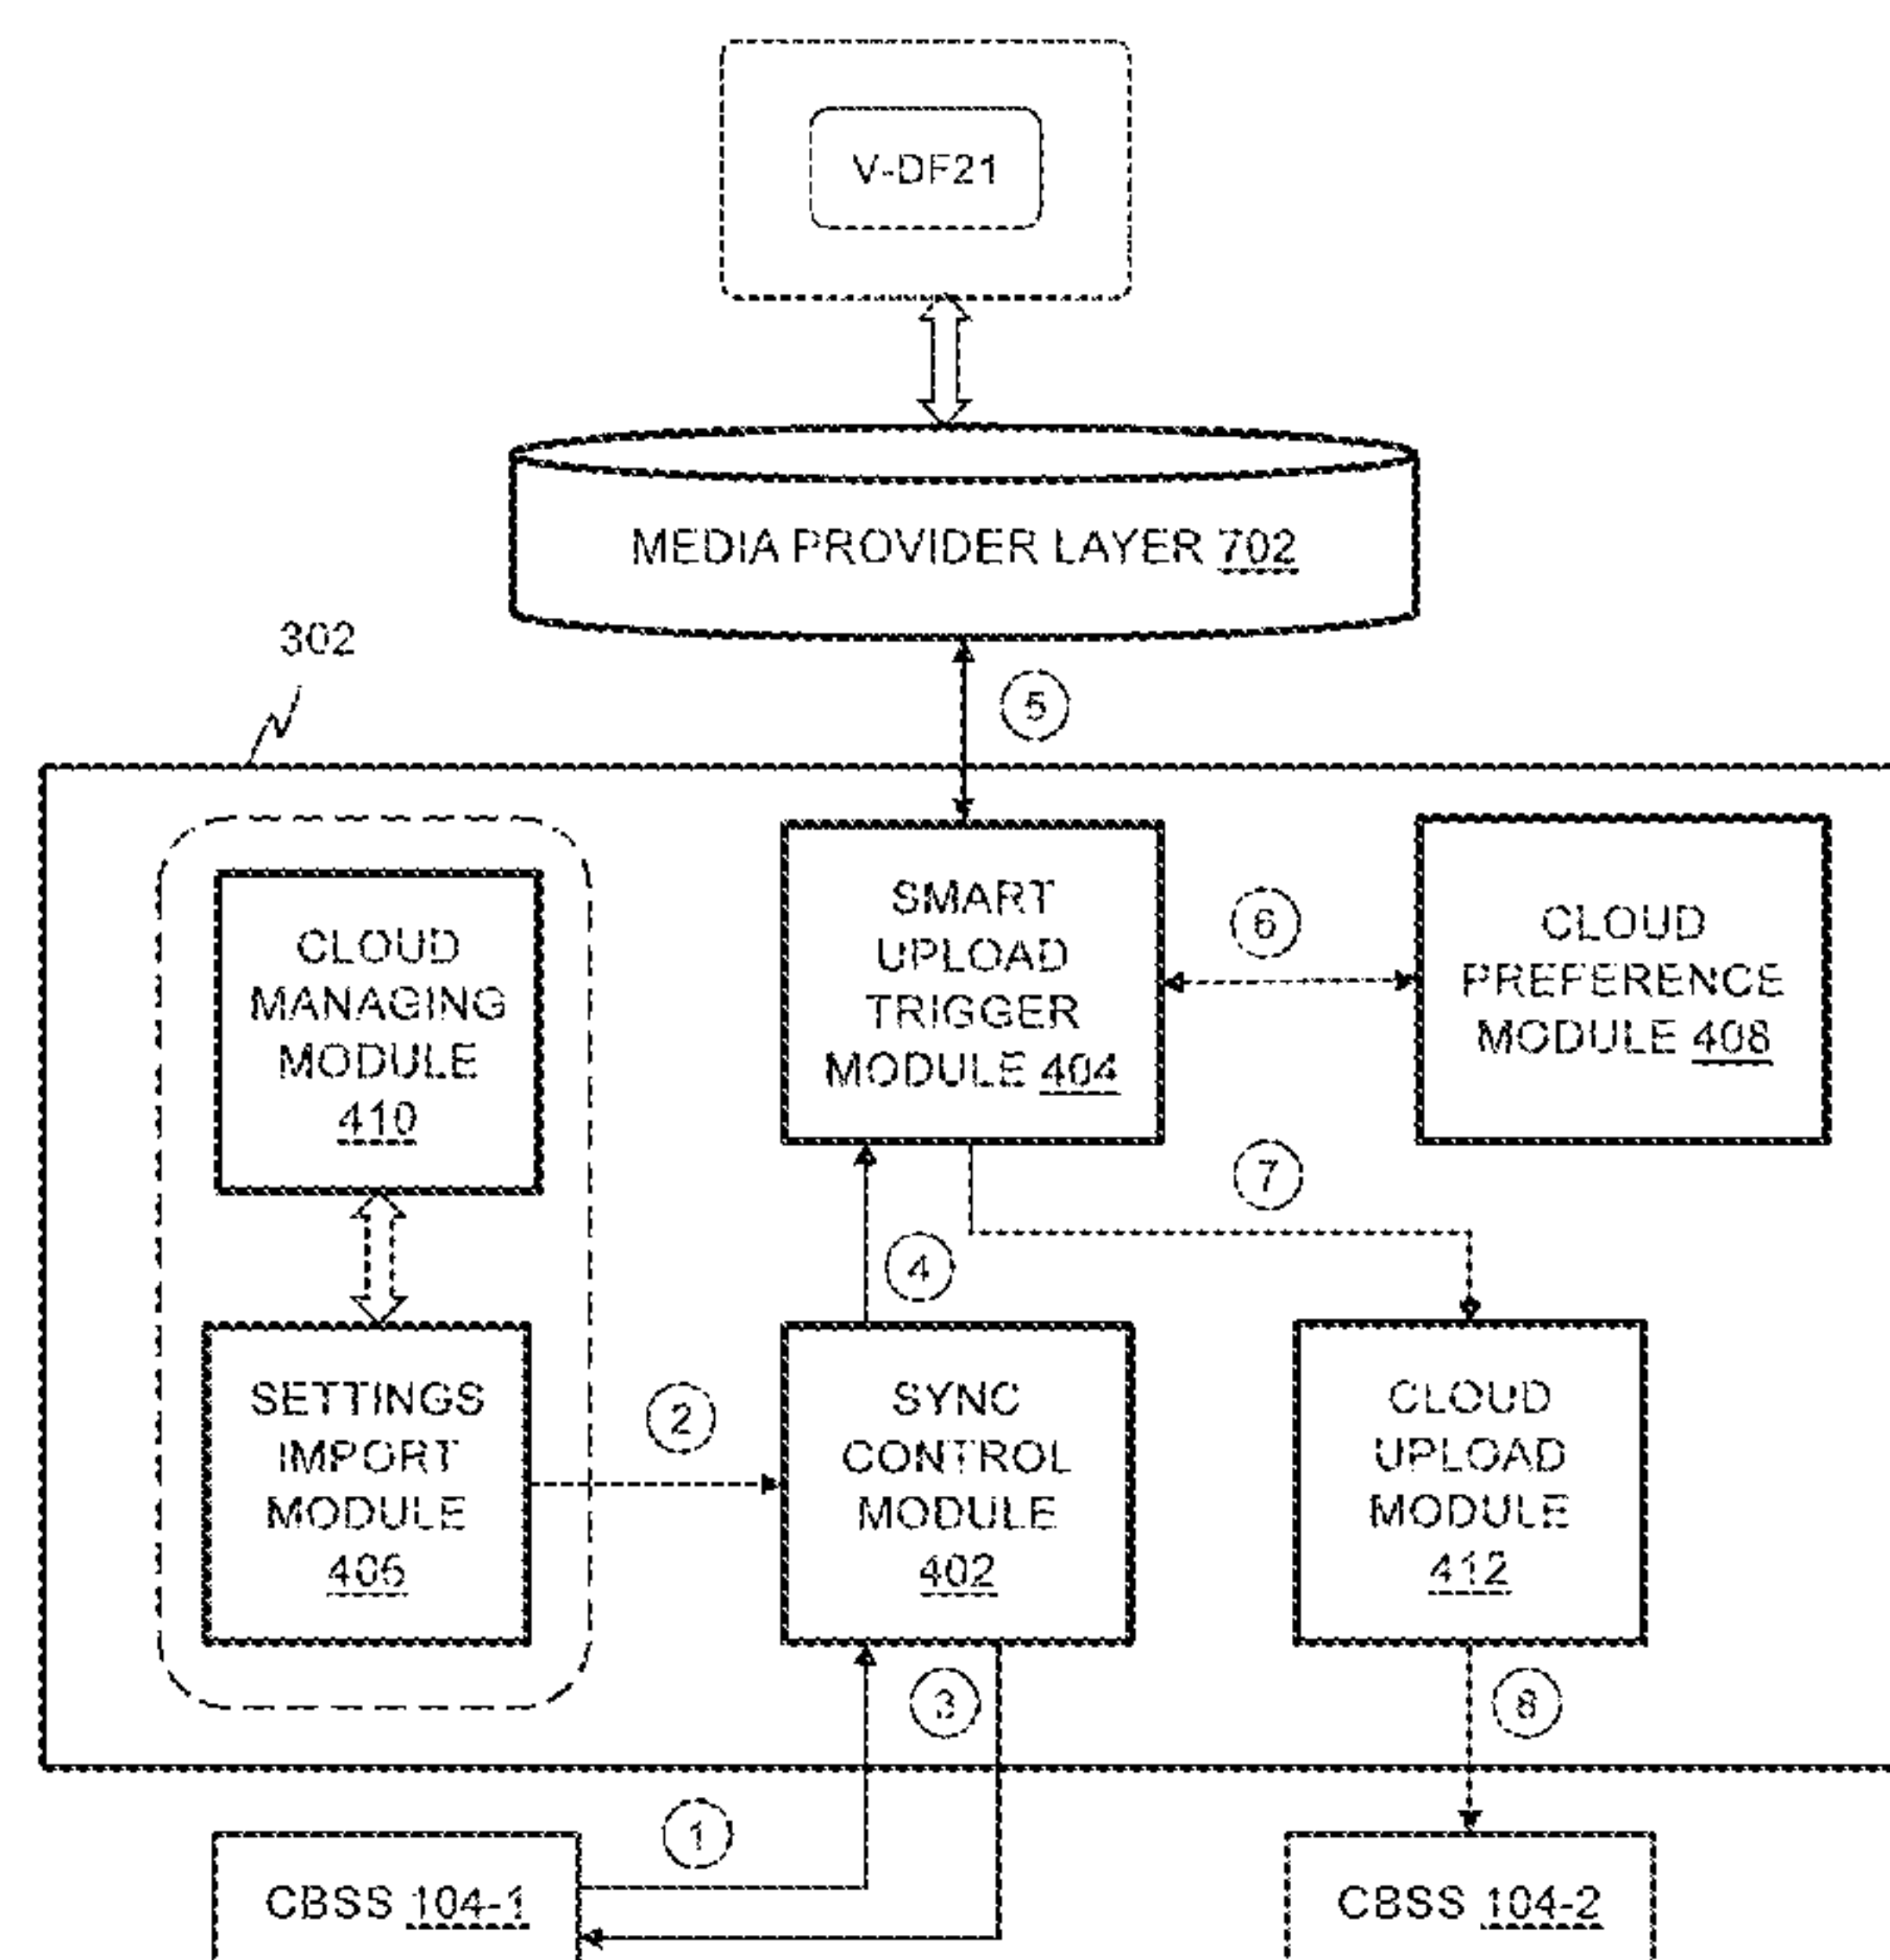 V-DF21
MEDIA PROVIDER LAYER 702
302
5
SMART
UPLOAD
TRIGGER
MODULE 404
6
CLOUD
PREFERENCE
MODULE 408
CLOUD
MANAGING
MODULE
410
7
4
SETTINGS
IMPORT
MODULE
406
2
SYNC
CONTROL
MODULE
402
CLOUD
UPLOAD
MODULE
412
3
8
1
CBSS 104-1
CBSS 104-2